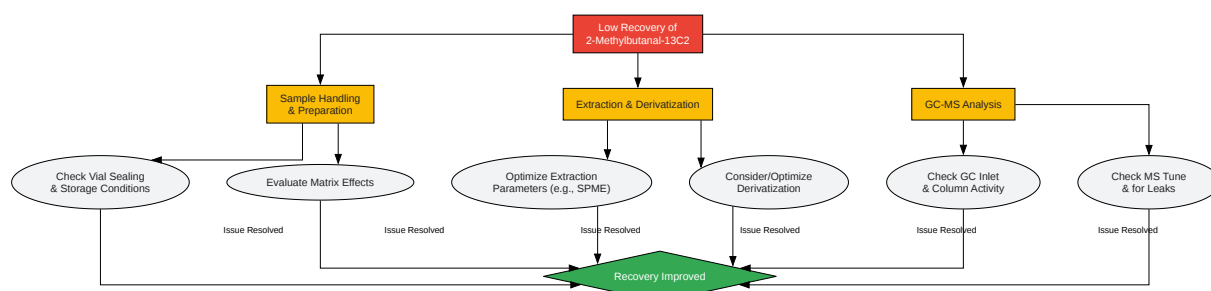 Low Recovery of
2-Methylbutanal-13C2
Sample Handling
& Preparation
Extraction & Derivatization
GC-MS Analysis
Check Vial Sealing
& Storage Conditions
Evaluate Matrix Effects
Optimize Extraction
Parameters (e.g., SPME)
Consider/Optimize
Derivatization
Check GC Inlet
& Column Activity
Check MS Tune
& for Leaks
Issue Resolved
Issue Resolved
Issue Resolved
Issue Resolved
Issue Resolved
Issue Resolved
Recovery Improved